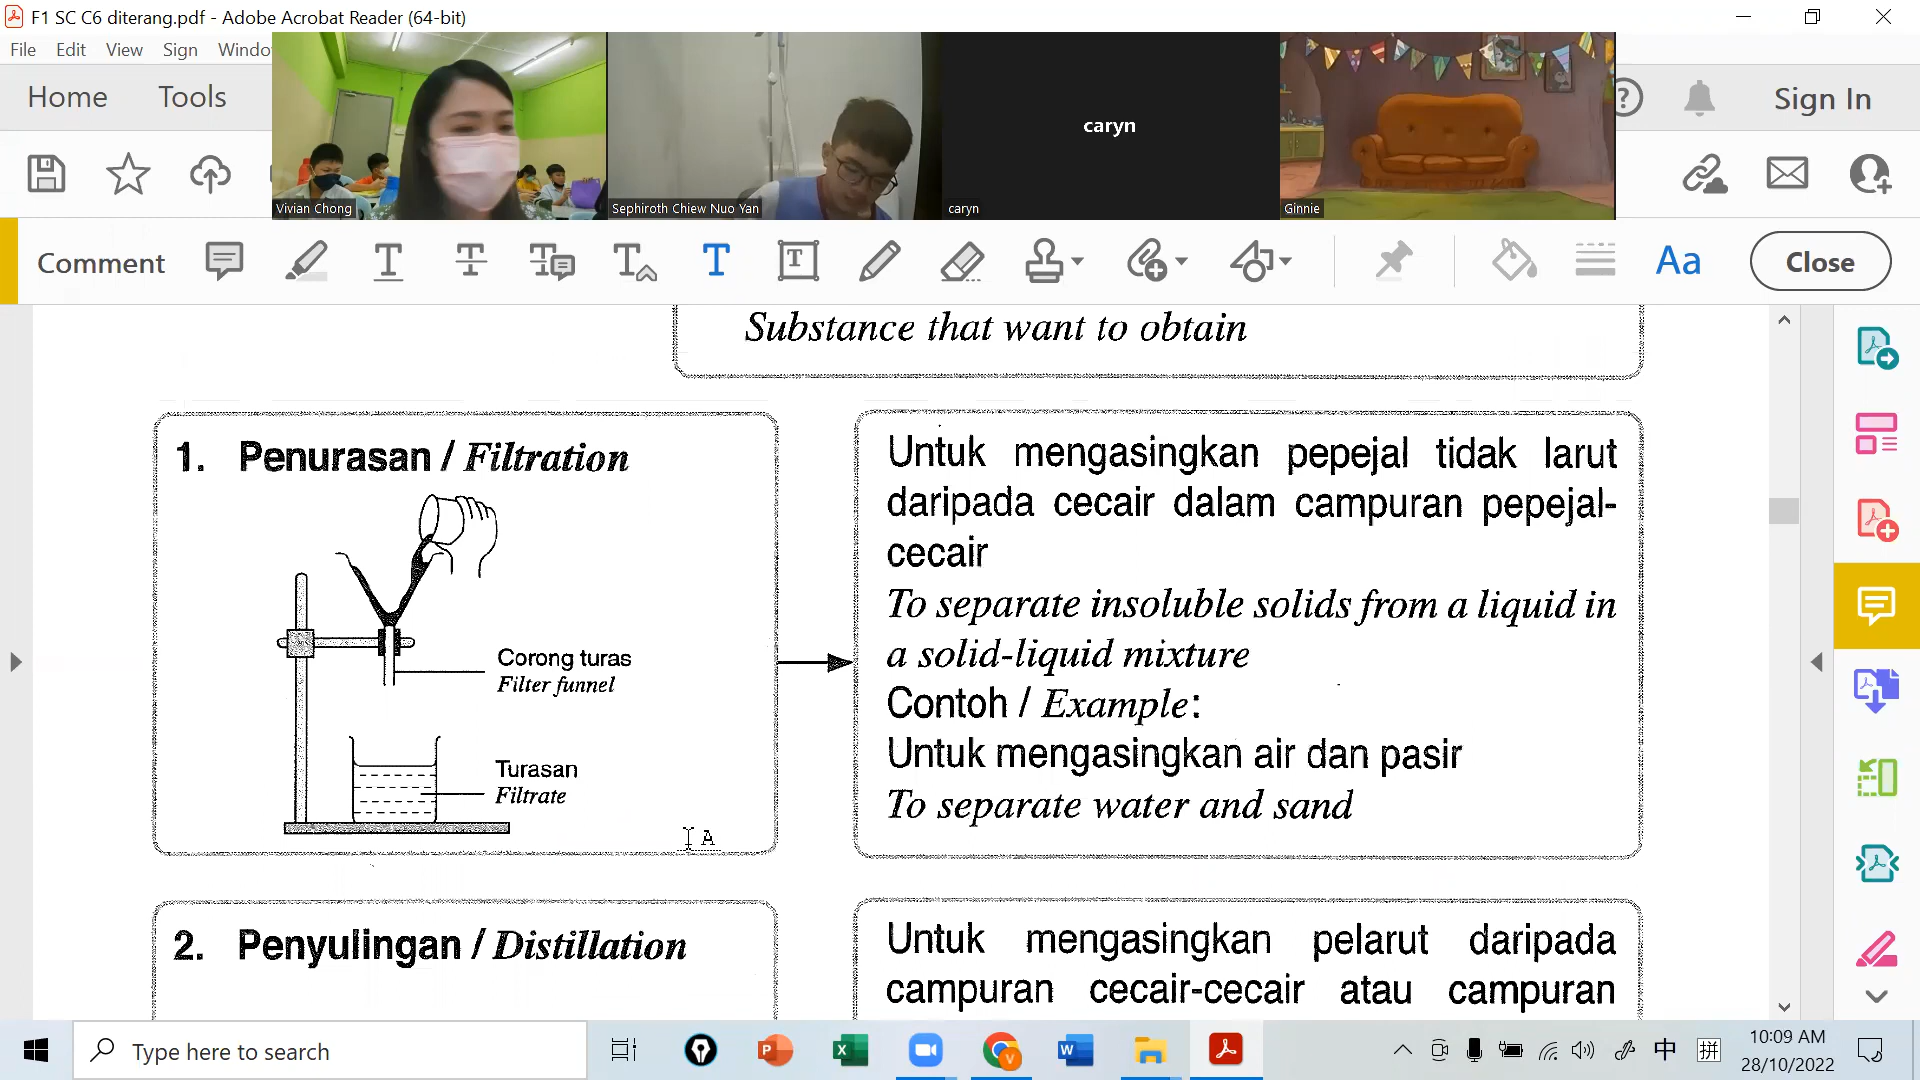 F1 SC C6 diterang.pdf - Adobe Acrobat Reader (64-bit)
File Edit View Sign Windo
Home Tools
Sign In
Vivian Chong
Sephiroth Chiew Nuo Yan
caryn
caryn
Ginnie
Comment
Aa
Close
Substance that want to obtain
1. Penurasan / Filtration
Corong turas
Filter funnel
Turasan
Filtrate
Untuk mengasingkan pepejal tidak larut
daripada cecair dalam campuran pepejal-
cecair
To separate insoluble solids from a liquid in
a solid-liquid mixture
Contoh / Example:
Untuk mengasingkan air dan pasir
To separate water and sand
2. Penyulingan / Distillation
Untuk mengasingkan pelarut daripada
campuran cecair-cecair atau campuran
Type here to search
中
拼
10:09 AM
28/10/2022